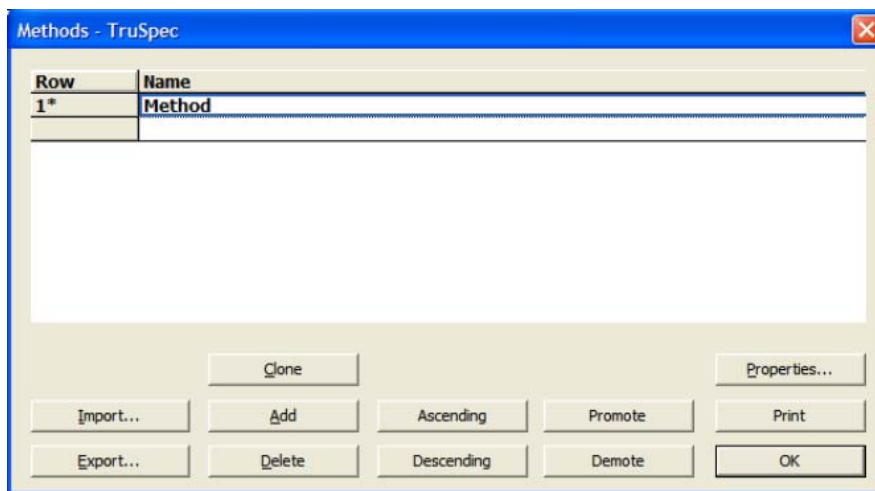 Methods - TruSpec
Row Name
1* Method
Clone Properties...
Import... Add Ascending Promote Print
Export... Delete Descending Demote OK